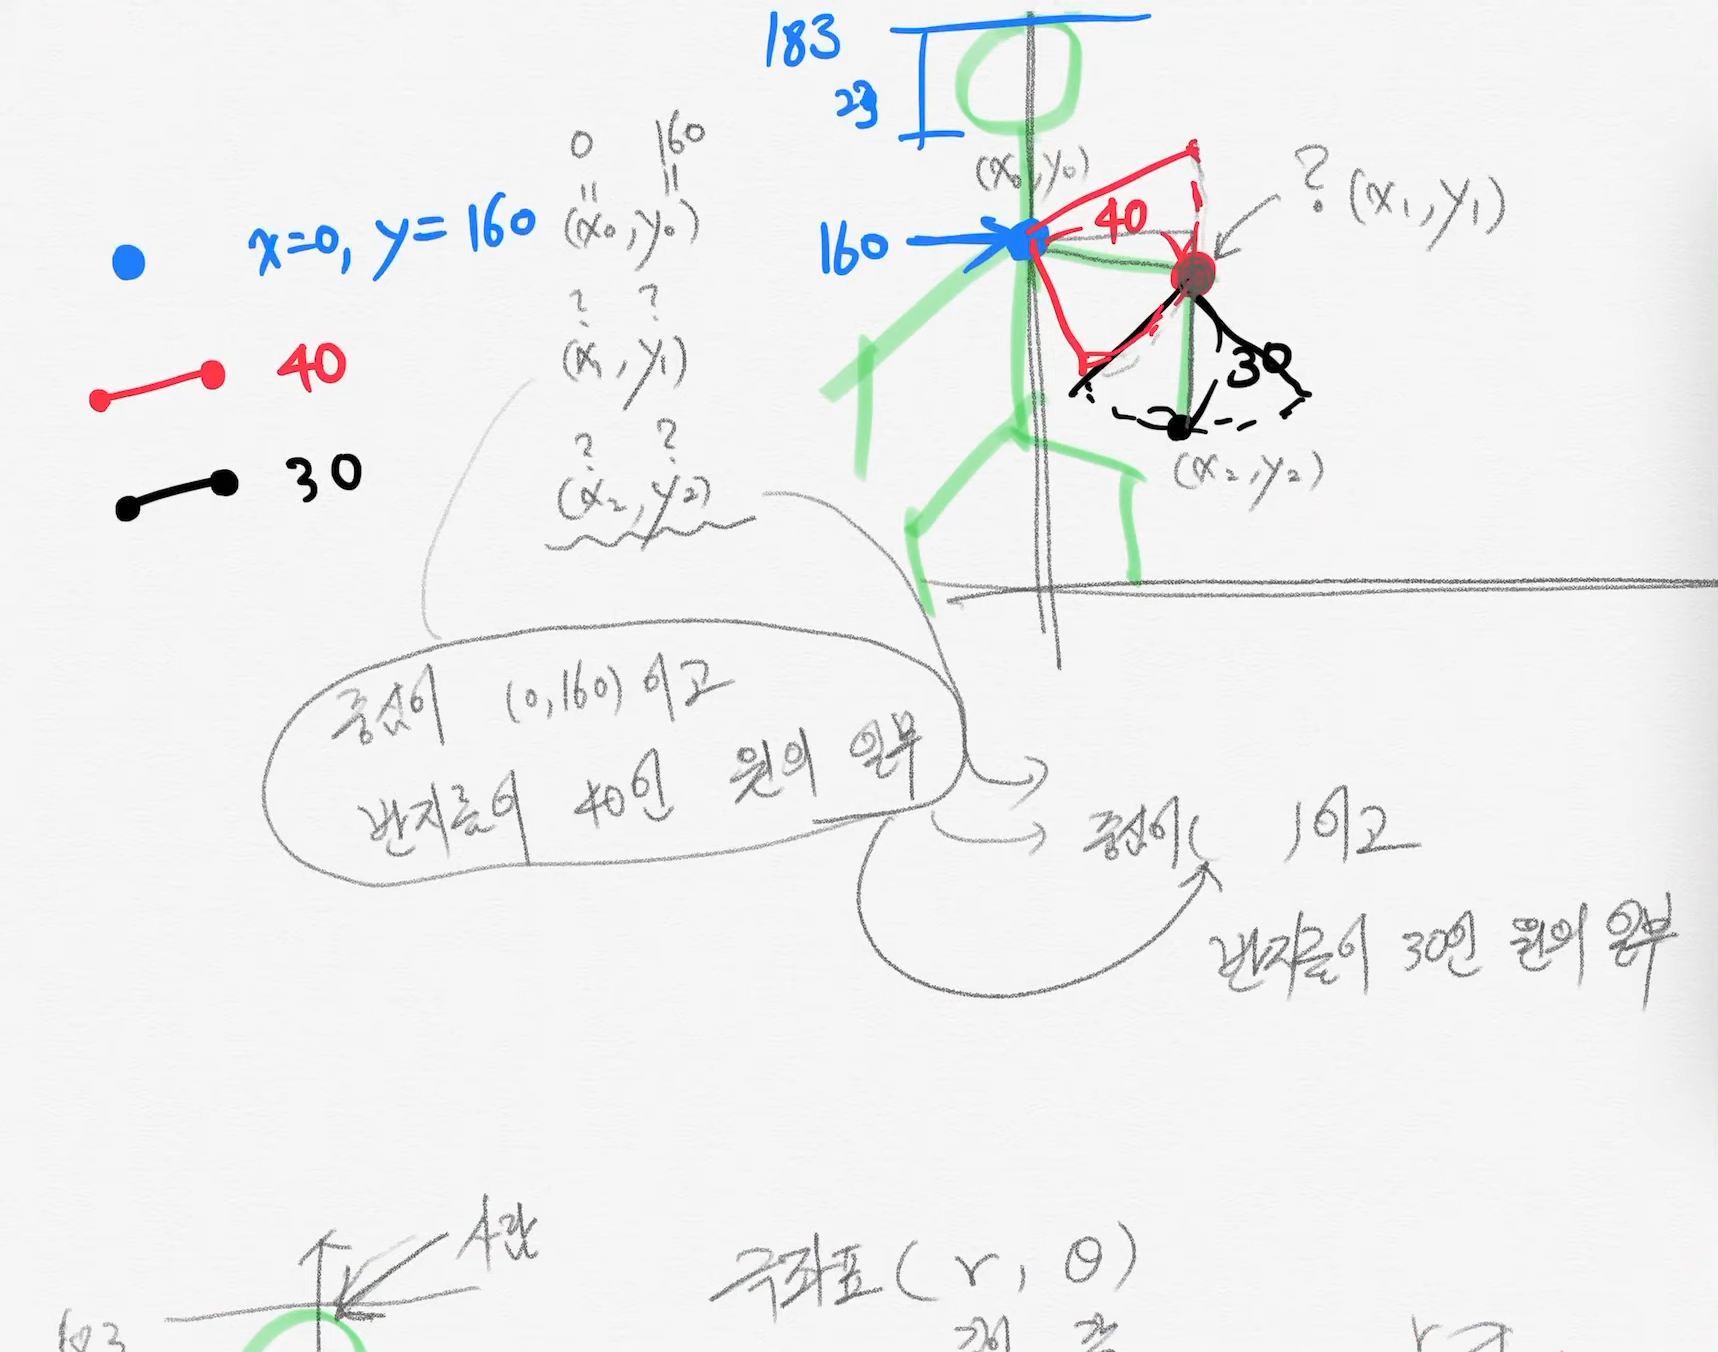 183
23
0 160
|| ||
x=0, y=160 (x₀,y₀)
(x₀,y₀)
160
40
? (x₁,y₁)
? ?
(x₁,y₁)
40
30
? ?
(x₂,y₂)
30
(x₂,y₂)
중심이 (0,160)이고
반지름이 40인 원의 일부
중심이( )이고
반지름이 30인 원의 일부
극좌표(r, θ)